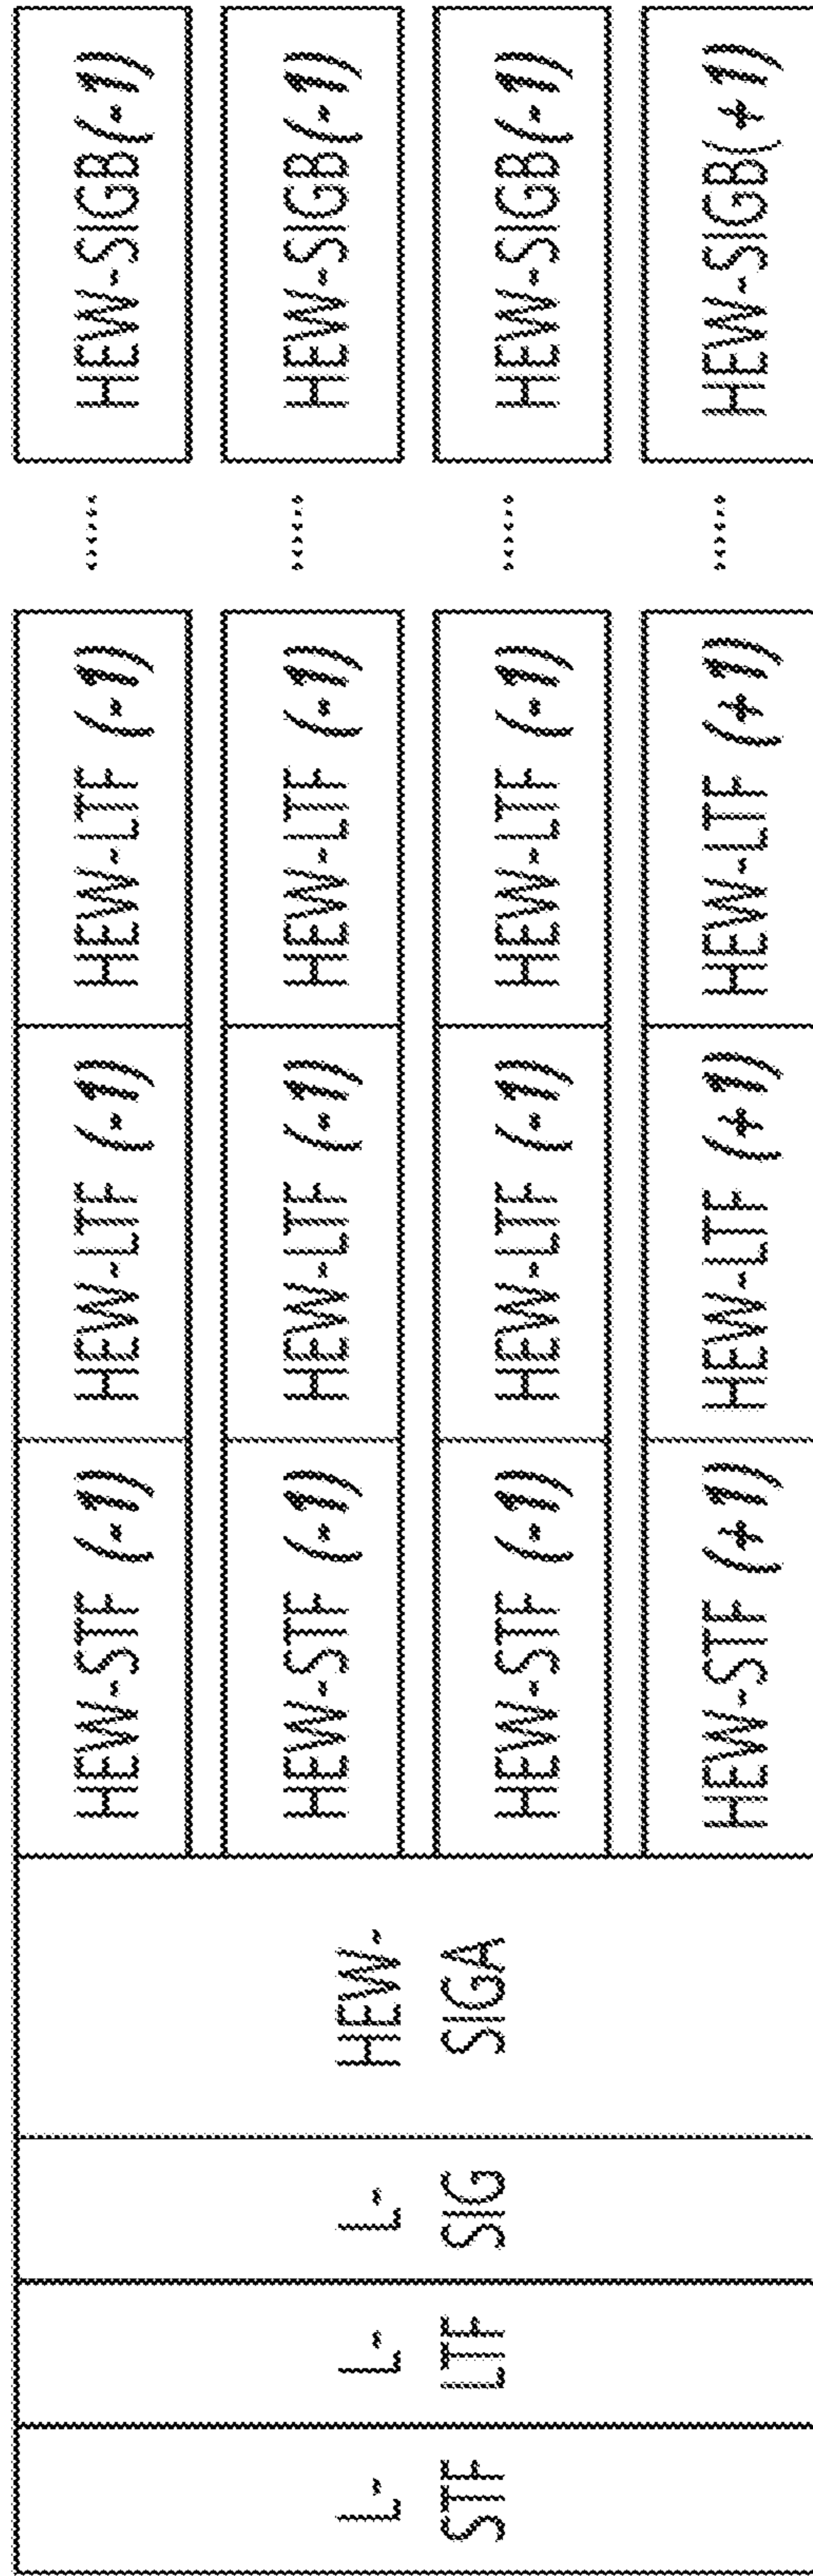 L-
STF
L-
LTF
L-
SIG
HEW-
SIGA
HEW-STF (-1)
HEW-LTF (-1)
HEW-LTF (-1)
......
HEW-SIGB(-1)
HEW-STF (-1)
HEW-LTF (-1)
HEW-LTF (-1)
......
HEW-SIGB(-1)
HEW-STF (-1)
HEW-LTF (-1)
HEW-LTF (-1)
......
HEW-SIGB(-1)
HEW-STF (+1)
HEW-LTF (+1)
HEW-LTF (+1)
......
HEW-SIGB(+1)